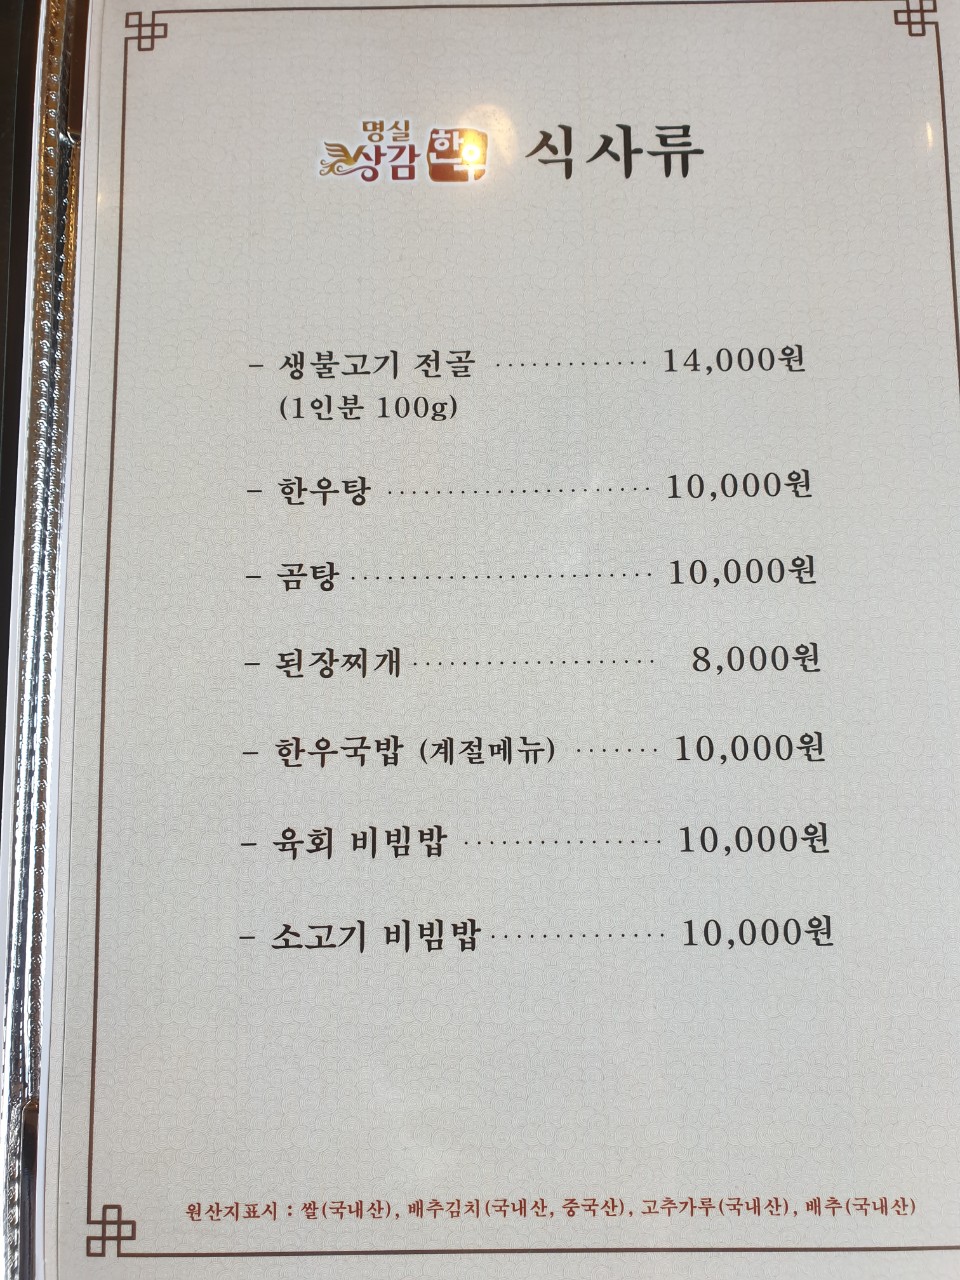 명실
상감 한우 식사류
- 생불고기 전골 ············· 14,000원
(1인분 100g)
- 한우탕 ······················ 10,000원
- 곰탕 ························· 10,000원
- 된장찌개 ···················· 8,000원
- 한우국밥 (계절메뉴) ······· 10,000원
- 육회 비빔밥 ················· 10,000원
- 소고기 비빔밥 ··············· 10,000원
원산지표시 : 쌀(국내산), 배추김치(국내산, 중국산), 고추가루(국내산), 배추(국내산)